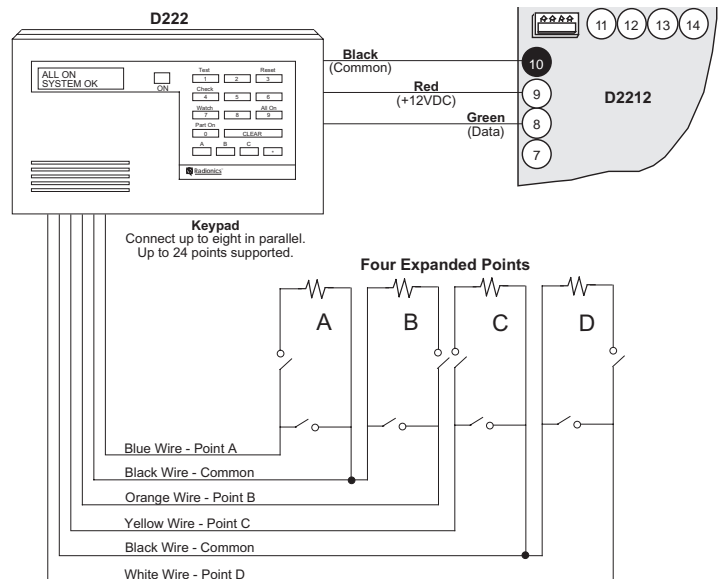 D222
ALL ON
SYSTEM OK
ON
Test
Reset
1
2
3
Check
4
5
6
Watch
All On
7
8
9
Part On
0
CLEAR
A
B
C
*
Radionics
Black
(Common)
Red
(+12VDC)
Green
(Data)
11
12
13
14
10
9
8
7
D2212
Keypad
Connect up to eight in parallel.
Up to 24 points supported.
Four Expanded Points
A
B
C
D
Blue Wire - Point A
Black Wire - Common
Orange Wire - Point B
Yellow Wire - Point C
Black Wire - Common
White Wire - Point D